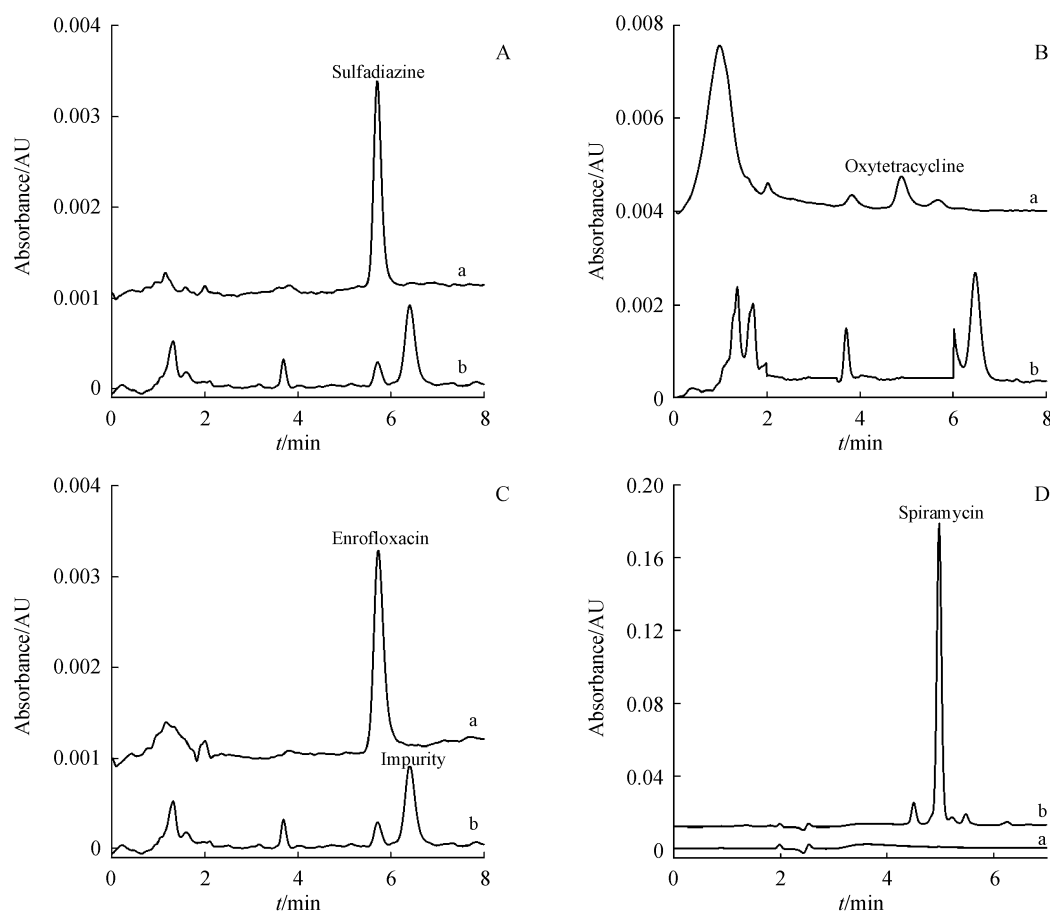 A
0.004
Sulfadiazine
0.003
Absorbance/AU
0.002
a
0.001
b
0
0 2 4 6 8
t/min
B
0.008
0.006
Absorbance/AU
Oxytetracycline
a
0.004
0.002
b
0
0 2 4 6 8
t/min
C
0.004
Enrofloxacin
0.003
Absorbance/AU
0.002
a
0.001
Impurity
b
0
0 2 4 6 8
t/min
D
0.20
Spiramycin
0.16
0.12
Absorbance/AU
0.08
0.04
b
a
0
0 2 4 6
t/min